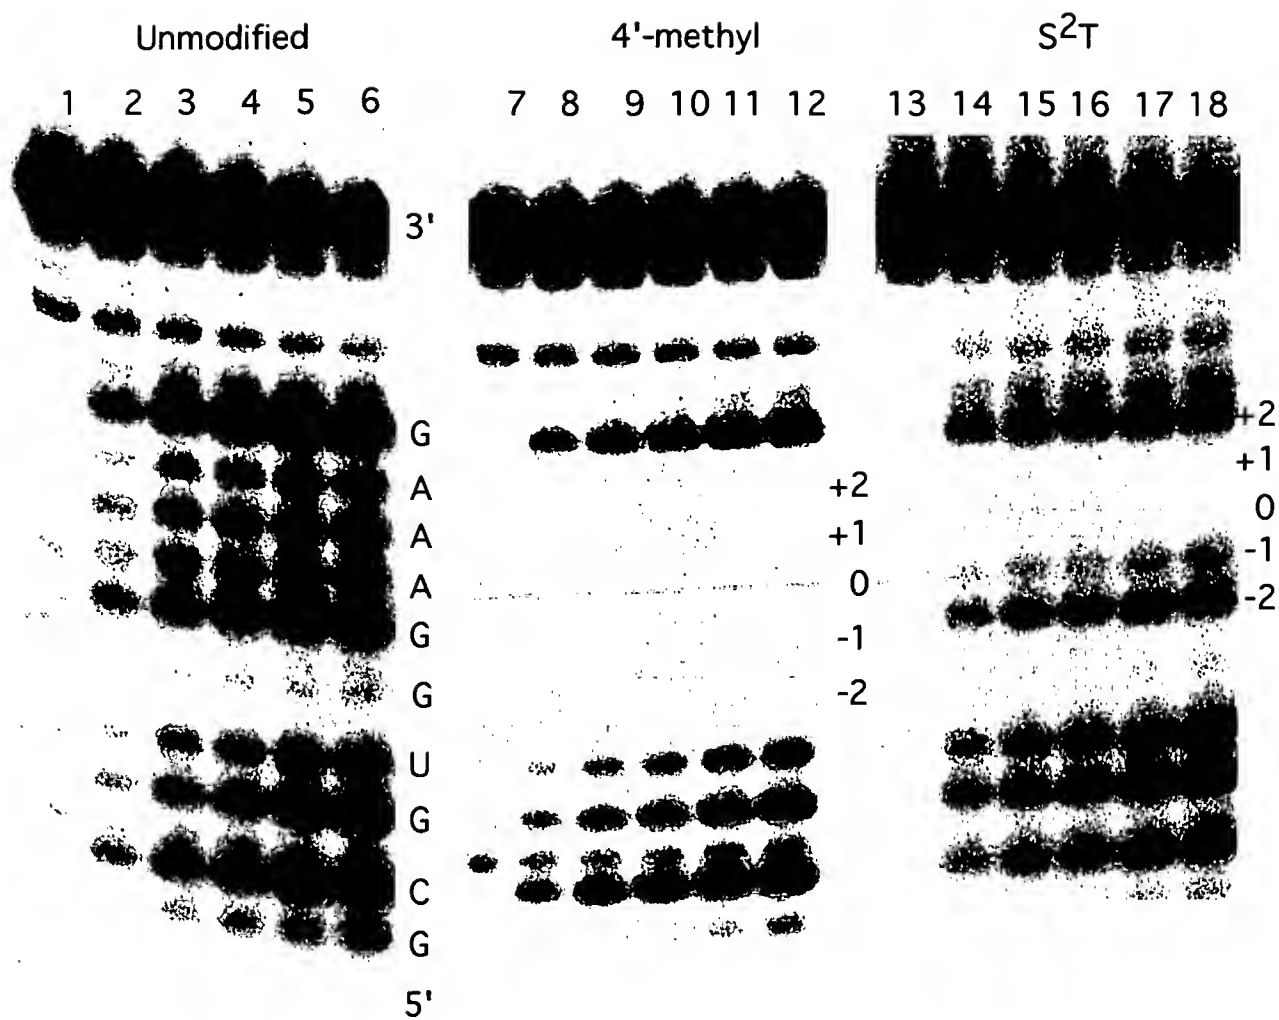 Unmodified 4'-methyl S²T
1 2 3 4 5 6 7 8 9 10 11 12 13 14 15 16 17 18
3'
G +2
A +1
+2
A +1 0
-1
A 0 -2
G -1
G -2
U
G
C
G
5'